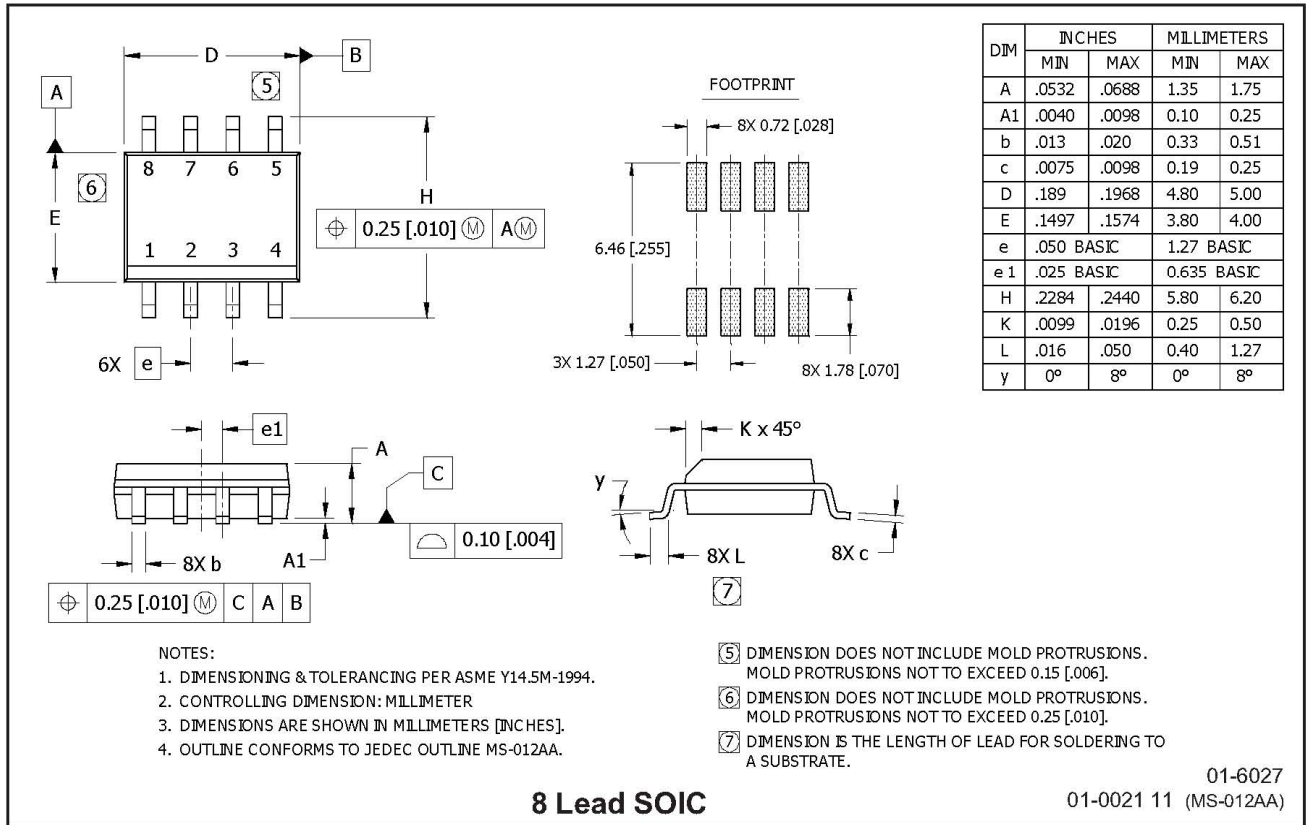 D
B
5
A
8 7 6 5
6
E
H
⌖ 0.25 [.010] Ⓜ A Ⓜ
1 2 3 4
6X e
FOOTPRINT
8X 0.72 [.028]
6.46 [.255]
3X 1.27 [.050]
8X 1.78 [.070]
DIM INCHES MILLIMETERS
MIN MAX MIN MAX
A .0532 .0688 1.35 1.75
A1 .0040 .0098 0.10 0.25
b .013 .020 0.33 0.51
c .0075 .0098 0.19 0.25
D .189 .1968 4.80 5.00
E .1497 .1574 3.80 4.00
e .050 BASIC 1.27 BASIC
e 1 .025 BASIC 0.635 BASIC
H .2284 .2440 5.80 6.20
K .0099 .0196 0.25 0.50
L .016 .050 0.40 1.27
y 0° 8° 0° 8°
e1
A
C
0.10 [.004]
A1
8X b
⌖ 0.25 [.010] Ⓜ C A B
K x 45°
y
8X L
8X c
7
NOTES:
1. DIMENSIONING & TOLERANCING PER ASME Y14.5M-1994.
2. CONTROLLING DIMENSION: MILLIMETER
3. DIMENSIONS ARE SHOWN IN MILLIMETERS [INCHES].
4. OUTLINE CONFORMS TO JEDEC OUTLINE MS-012AA.
5 DIMENSION DOES NOT INCLUDE MOLD PROTRUSIONS.
MOLD PROTRUSIONS NOT TO EXCEED 0.15 [.006].
6 DIMENSION DOES NOT INCLUDE MOLD PROTRUSIONS.
MOLD PROTRUSIONS NOT TO EXCEED 0.25 [.010].
7 DIMENSION IS THE LENGTH OF LEAD FOR SOLDERING TO
A SUBSTRATE.
8 Lead SOIC
01-6027
01-0021 11 (MS-012AA)